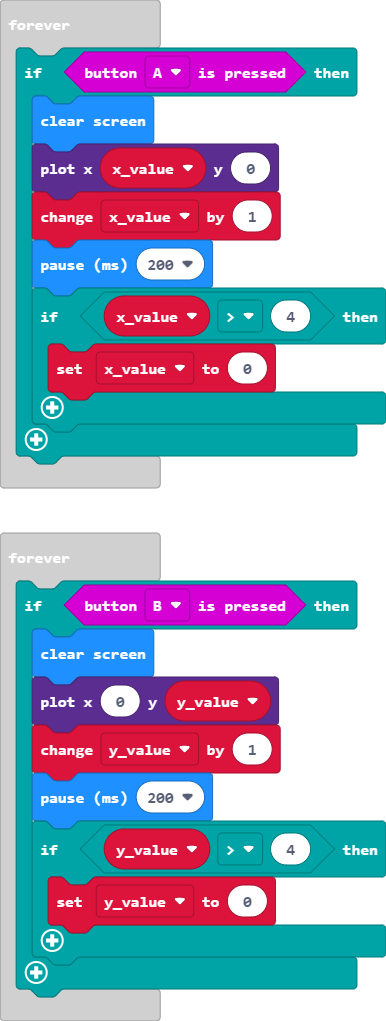 forever
if button A is pressed then
clear screen
plot x x_value y 0
change x_value by 1
pause (ms) 200
if x_value > 4 then
set x_value to 0
forever
if button B is pressed then
clear screen
plot x 0 y y_value
change y_value by 1
pause (ms) 200
if y_value > 4 then
set y_value to 0